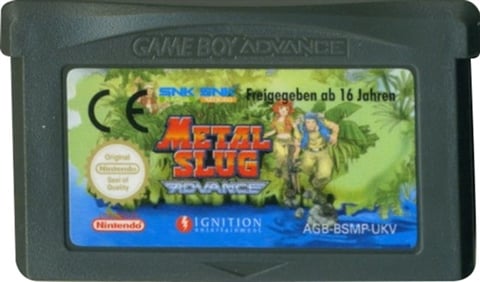 GAME BOY ADVANCE
SNK SNK
Freigegeben ab 16 Jahren
CE
METAL
SLUG
ADVANCE
Original
Nintendo
Seal of
Quality
Nintendo
IGNITION
entertainment
AGB-BSMP-UKV